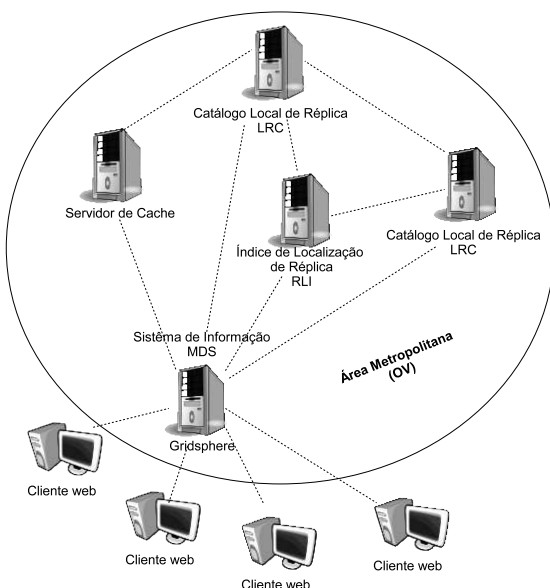 Catálogo Local de Réplica
LRC
Servidor de Cache
Catálogo Local de Réplica
LRC
Índice de Localização
de Réplica
RLI
Sistema de Informação
MDS
Área Metropolitana
(OV)
Gridsphere
Cliente web
Cliente web
Cliente web
Cliente web